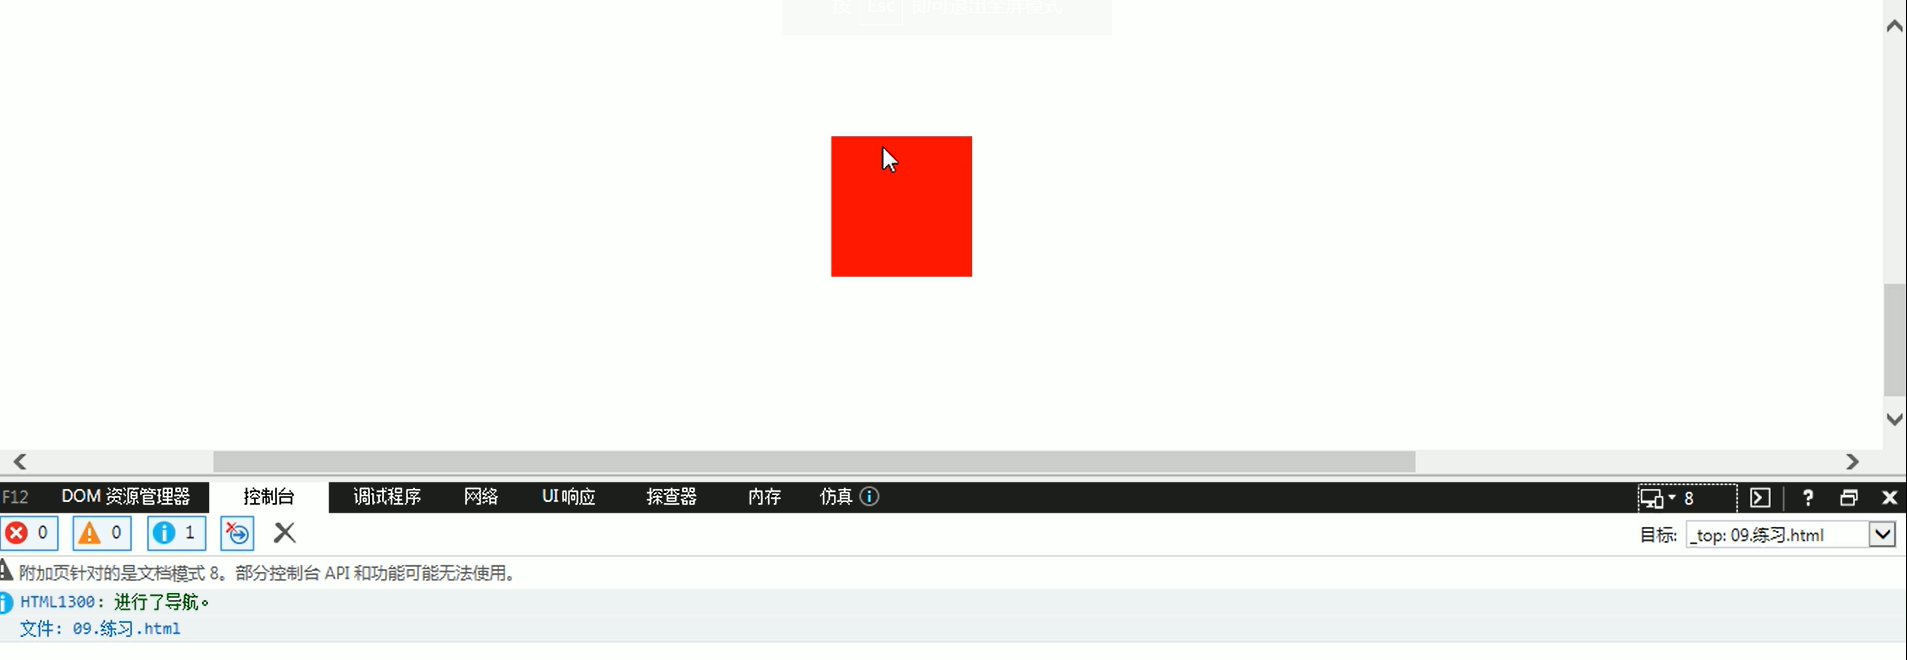 按 Esc 即可退出全屏模式
F12 DOM 资源管理器 控制台 调试程序 网络 UI 响应 探查器 内存 仿真 8 ?
0 0 1 目标: _top: 09.练习.html
附加页针对的是文档模式 8。部分控制台 API 和功能可能无法使用。
HTML1300: 进行了导航。
文件: 09.练习.html